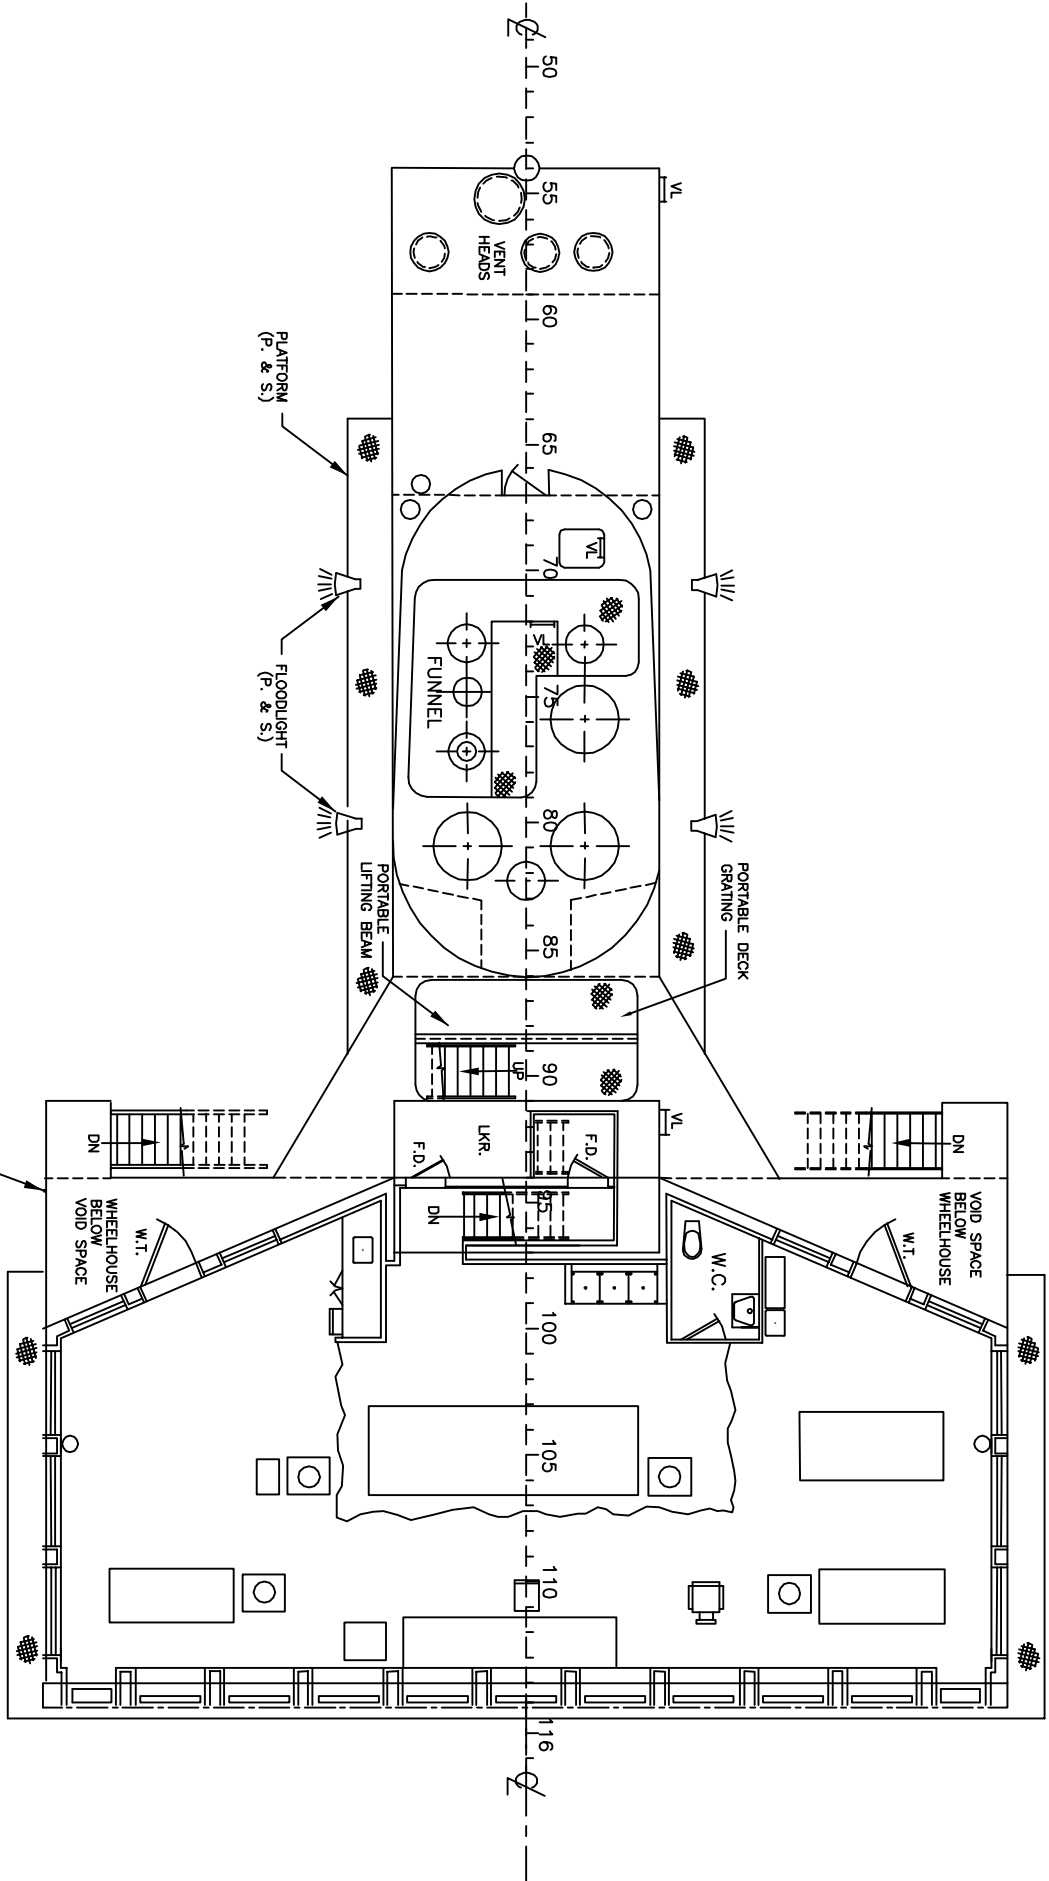 ℄
50
55
VL
VENT
HEADS
60
PLATFORM
(P. & S.)
65
VL
70
VL
FLOODLIGHT
(P. & S.)
FUNNEL
75
80
PORTABLE DECK
GRATING
PORTABLE
LIFTING BEAM
85
UP
90
VL
DN
LKR.
F.D.
F.D.
DN
95
DN
VOID SPACE
BELOW
WHEELHOUSE
W.T.
W.C.
WHEELHOUSE
BELOW
VOID SPACE
W.T.
100
105
110
116
℄